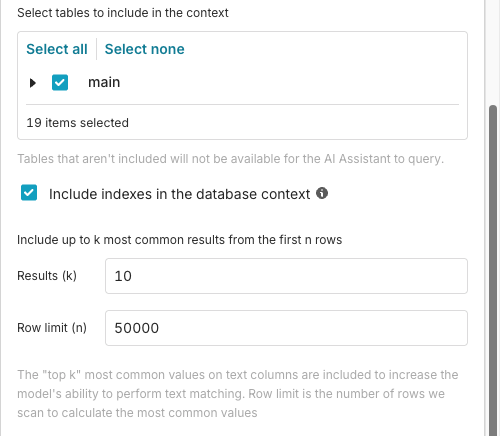 Select tables to include in the context
Select all Select none
main
19 items selected
Tables that aren't included will not be available for the AI Assistant to query.
Include indexes in the database context
Include up to k most common results from the first n rows
Results (k) 10
Row limit (n) 50000
The "top k" most common values on text columns are included to increase the
model's ability to perform text matching. Row limit is the number of rows we
scan to calculate the most common values